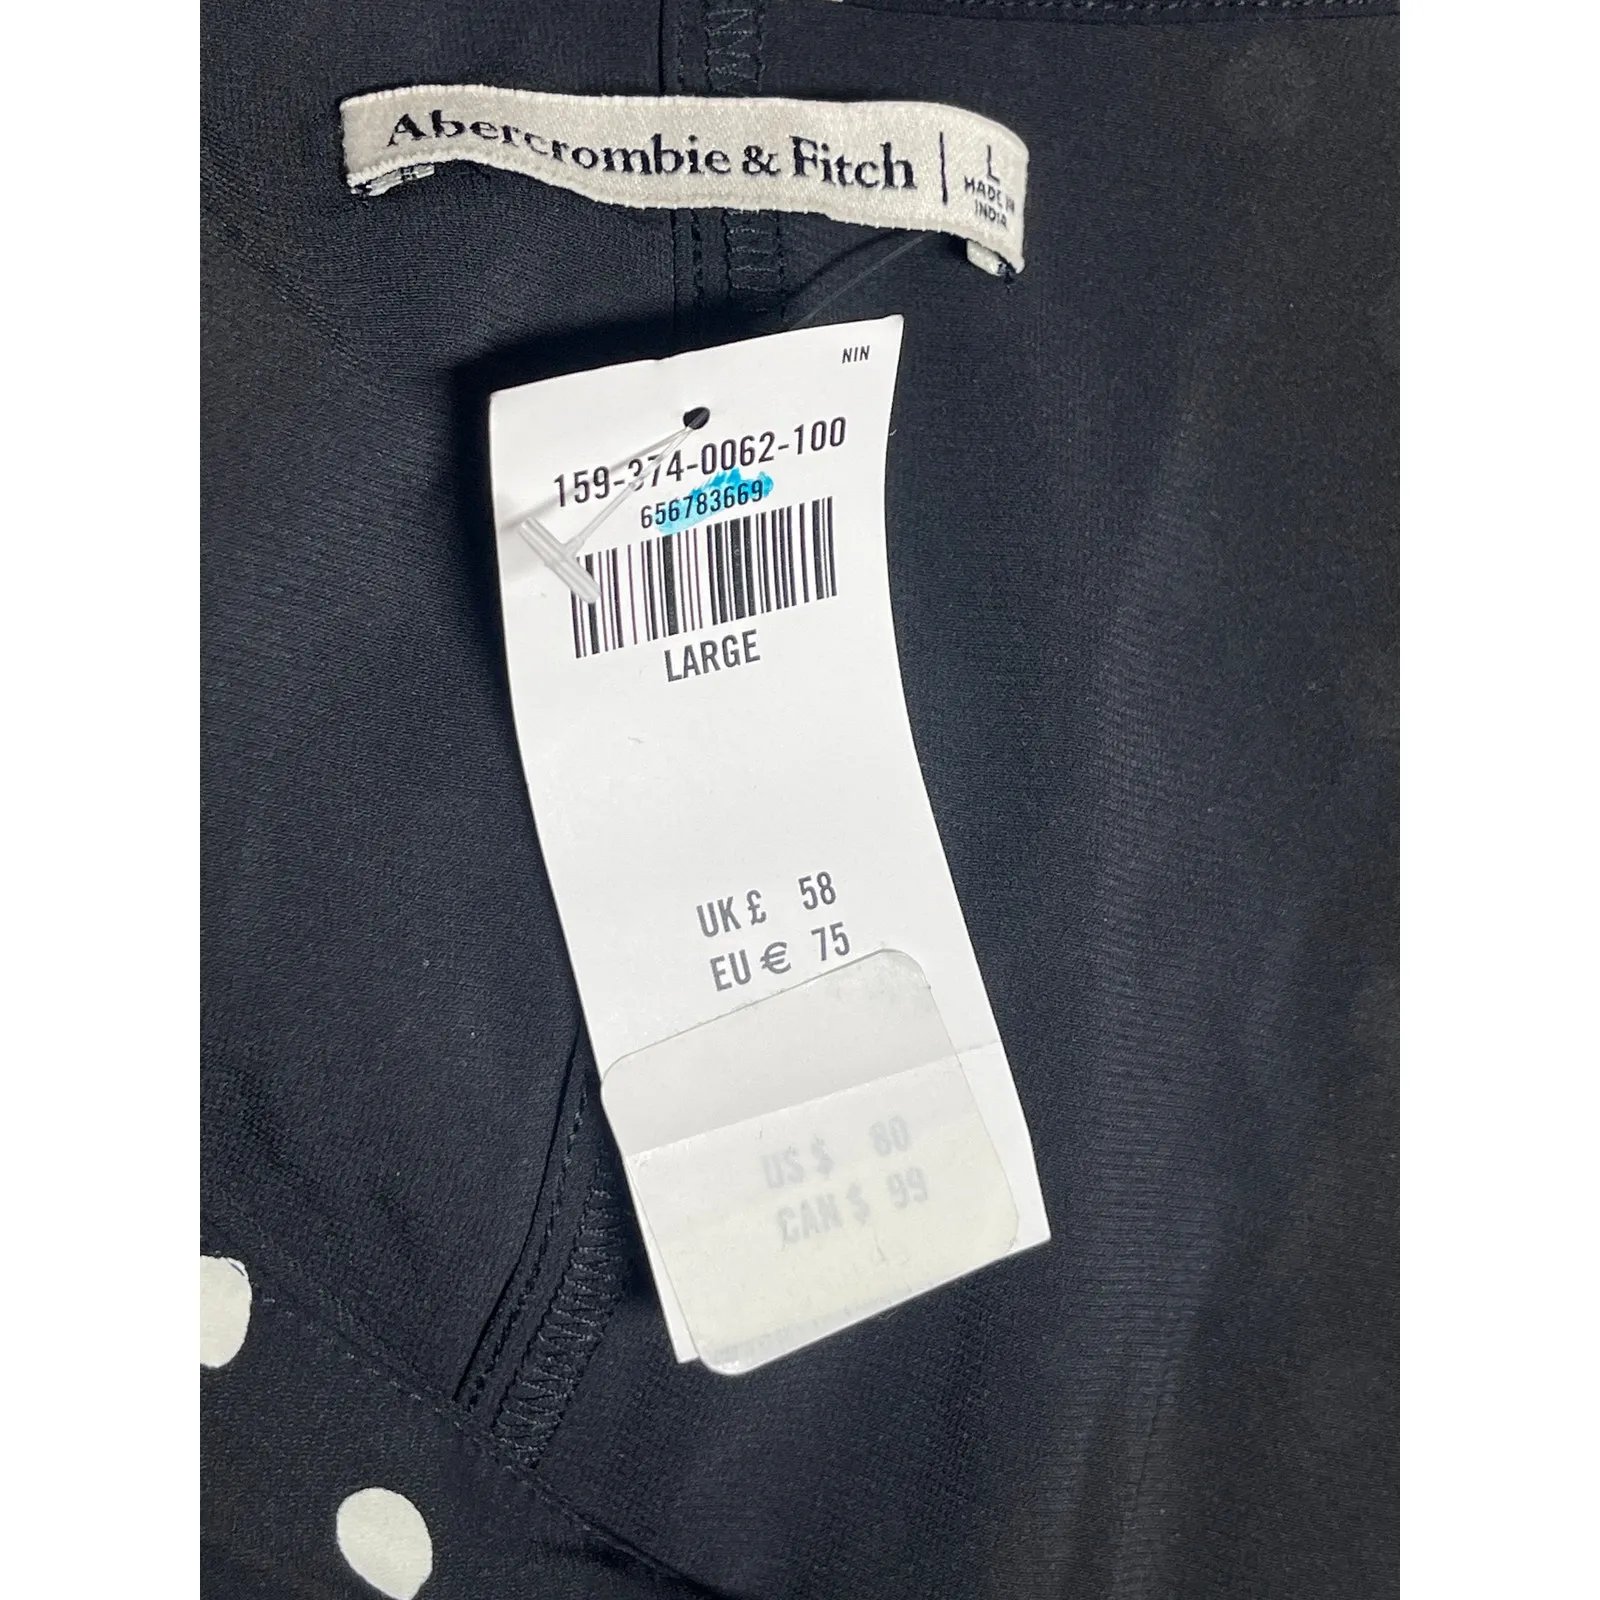 Abercrombie & Fitch | L
MADE IN
INDIA
NIN
159-374-0062-100
656783669
LARGE
UK £ 58
EU € 75
US $ 80
CAN $ 99